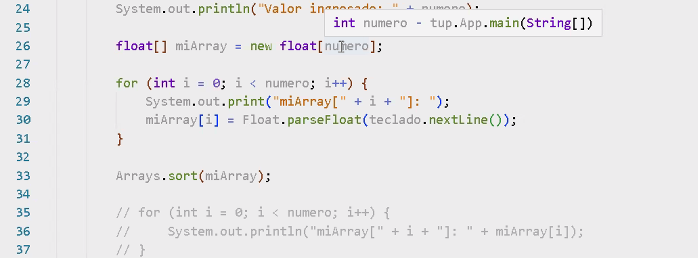 24 System.out.println("Valor ingresado: " + numero);
int numero - tup.App.main(String[])
25
26 float[] miArray = new float[numero];
27
28 for (int i = 0; i < numero; i++) {
29 System.out.print("miArray[" + i + "]: ");
30 miArray[i] = Float.parseFloat(teclado.nextLine());
31 }
32
33 Arrays.sort(miArray);
34
35 // for (int i = 0; i < numero; i++) {
36 // System.out.println("miArray[" + i + "]: " + miArray[i]);
37 // }